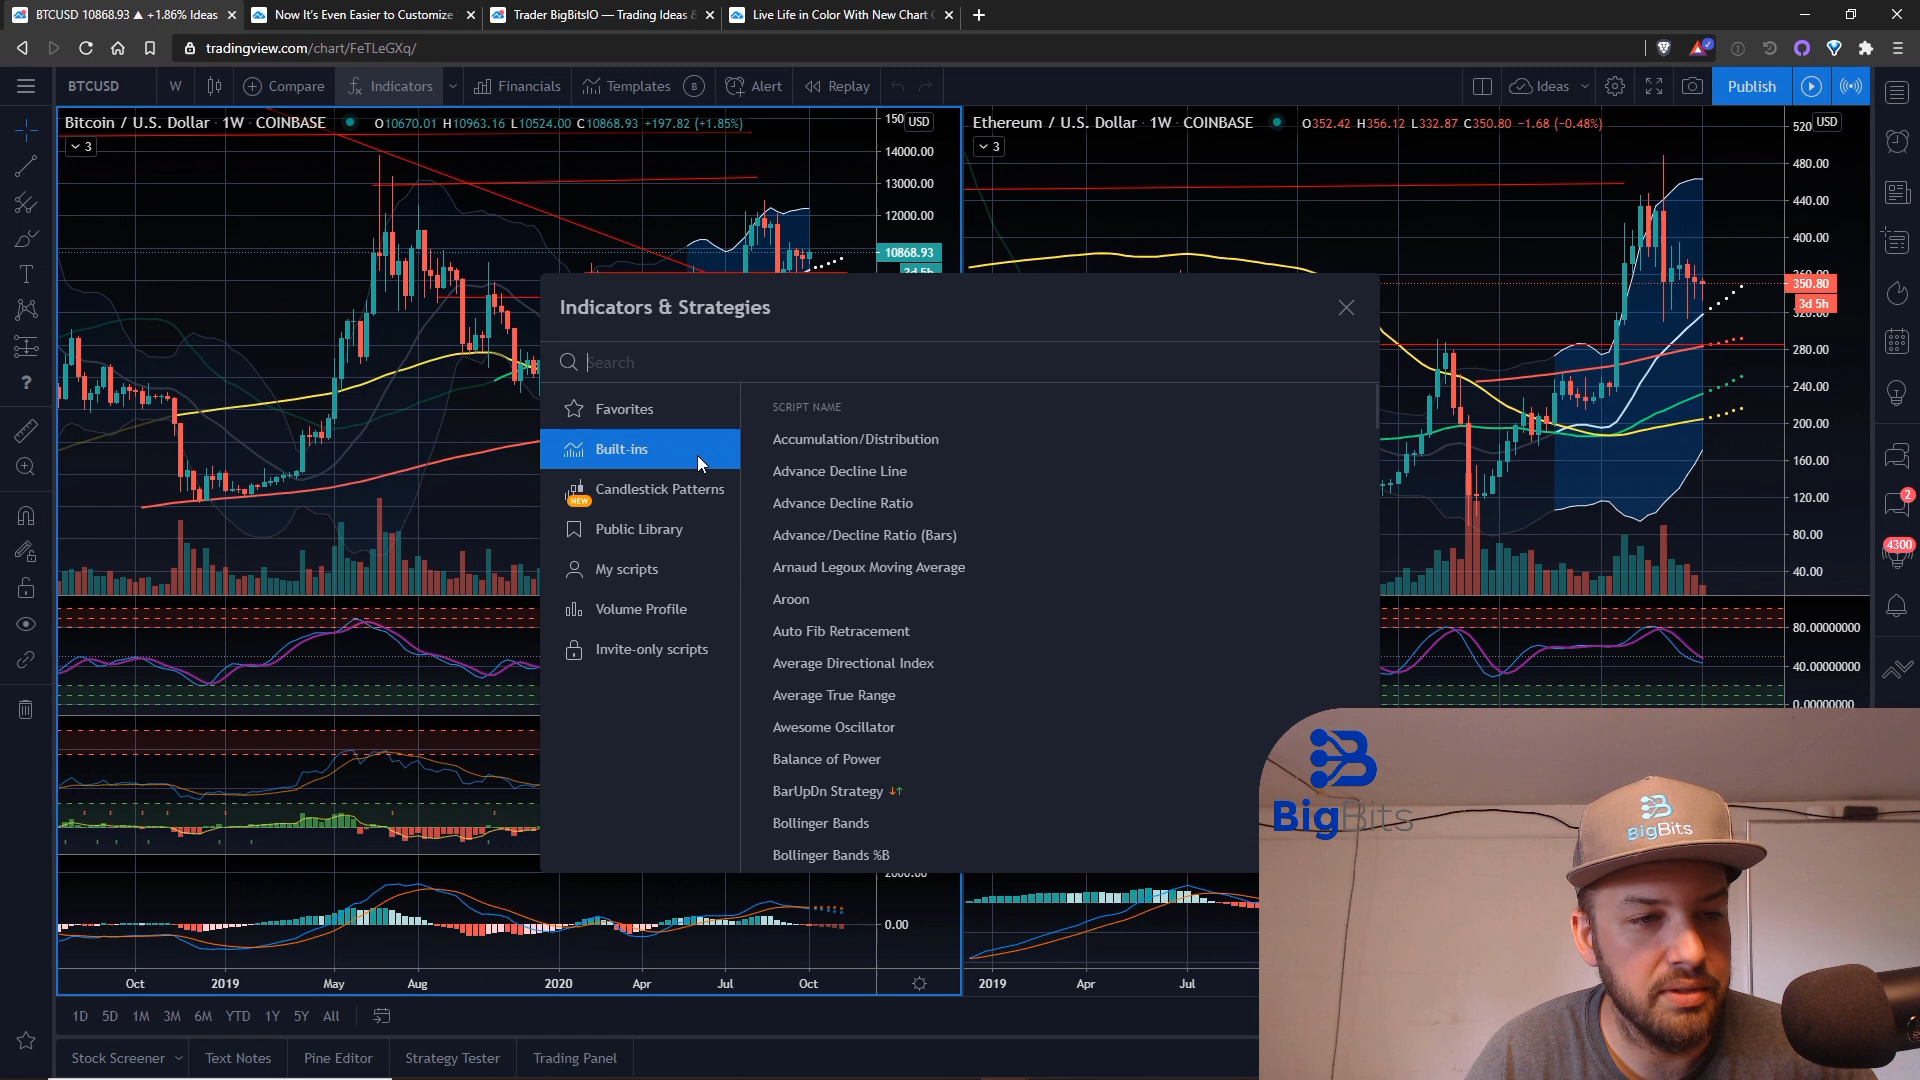 BTCUSD 10868.93 ▲ +1.86% Ideas
Now It's Even Easier to Customize
Trader BigBitsIO — Trading Ideas &
Live Life in Color With New Chart
tradingview.com/chart/FeTLeGXq/
BTCUSD W Compare Indicators Financials Templates B Alert Replay Ideas Publish
Bitcoin / U.S. Dollar · 1W · COINBASE O10670.01 H10963.16 L10524.00 C10868.93 +197.82 (+1.85%)
3
USD
14000.00
13000.00
12000.00
10868.93
Ethereum / U.S. Dollar · 1W · COINBASE O352.42 H356.12 L332.87 C350.80 −1.68 (−0.48%)
3
520
USD
480.00
440.00
400.00
350.80
3d 5h
320.00
280.00
240.00
200.00
160.00
120.00
80.00
40.00
80.00000000
40.00000000
0.00000000
2
4300
Indicators & Strategies
Search
Favorites
Built-ins
Candlestick Patterns
NEW
Public Library
My scripts
Volume Profile
Invite-only scripts
SCRIPT NAME
Accumulation/Distribution
Advance Decline Line
Advance Decline Ratio
Advance/Decline Ratio (Bars)
Arnaud Legoux Moving Average
Aroon
Auto Fib Retracement
Average Directional Index
Average True Range
Awesome Oscillator
Balance of Power
BarUpDn Strategy
Bollinger Bands
Bollinger Bands %B
0.00
Oct 2019 May Aug 2020 Apr Jul Oct
2019 Apr Jul
1D 5D 1M 3M 6M YTD 1Y 5Y All
Stock Screener Text Notes Pine Editor Strategy Tester Trading Panel
BigBits
BigBits